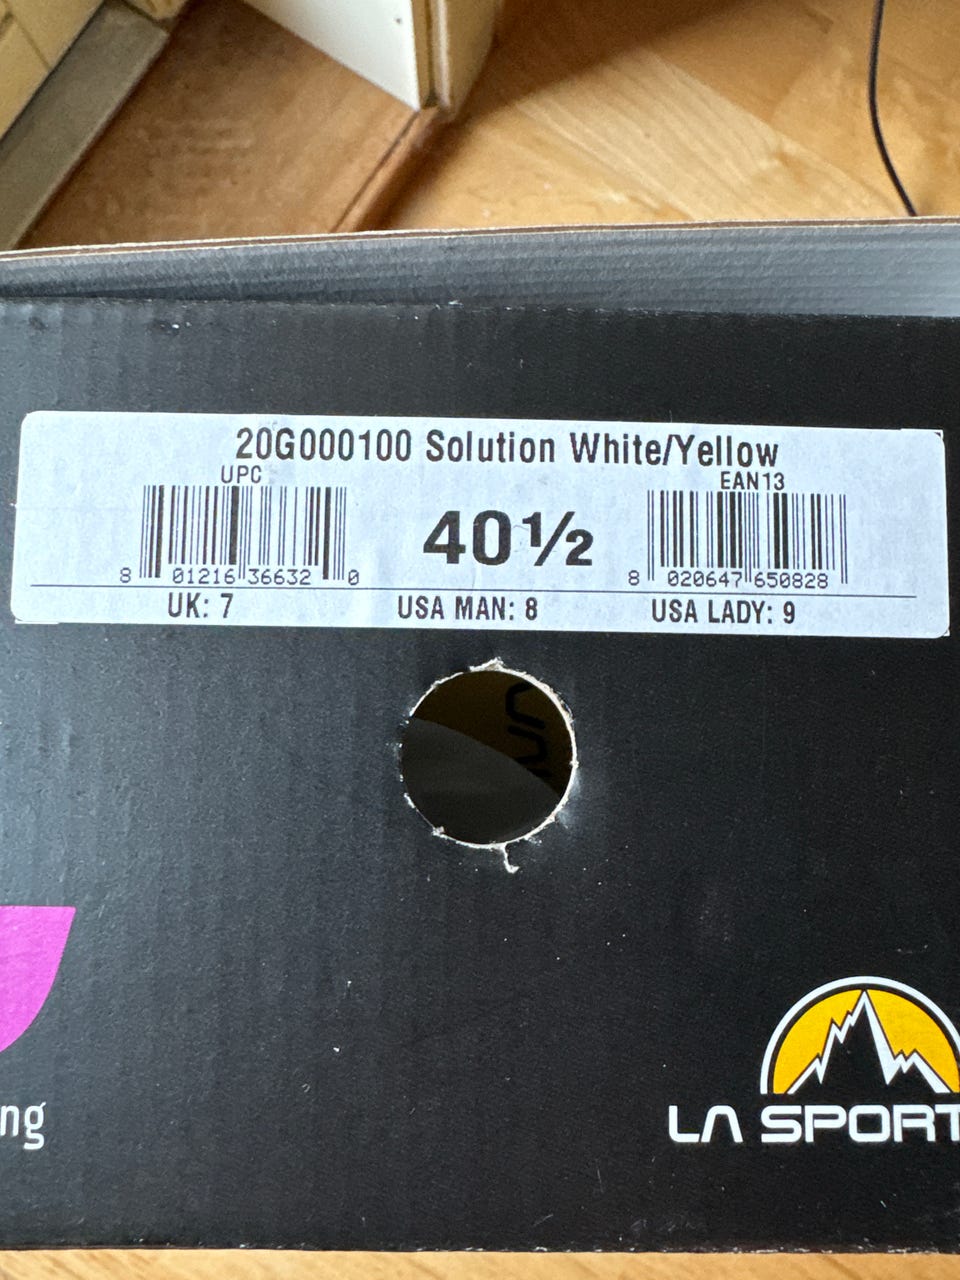 20G000100 Solution White/Yellow
UPC
EAN13
40½
8 01216 36632 0
8 020647 650828
UK: 7
USA MAN: 8
USA LADY: 9
ng
LA SPORT